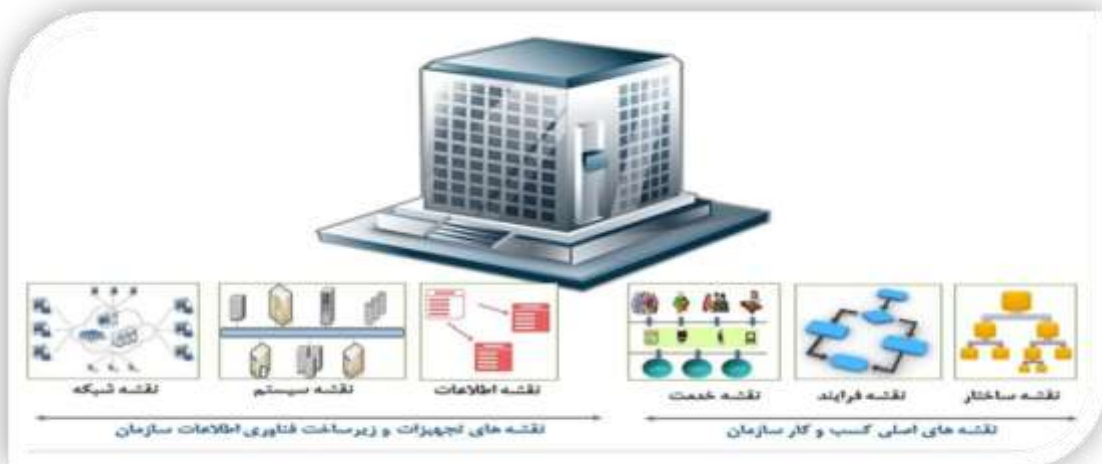 نقشه ساختار
نقشه فرایند
نقشه خدمت
نقشه اطلاعات
نقشه سیستم
نقشه شبکه
نقشه های اصلی کسب و کار سازمان
نقشه های تجهیزات و زیرساخت فناوری اطلاعات سازمان